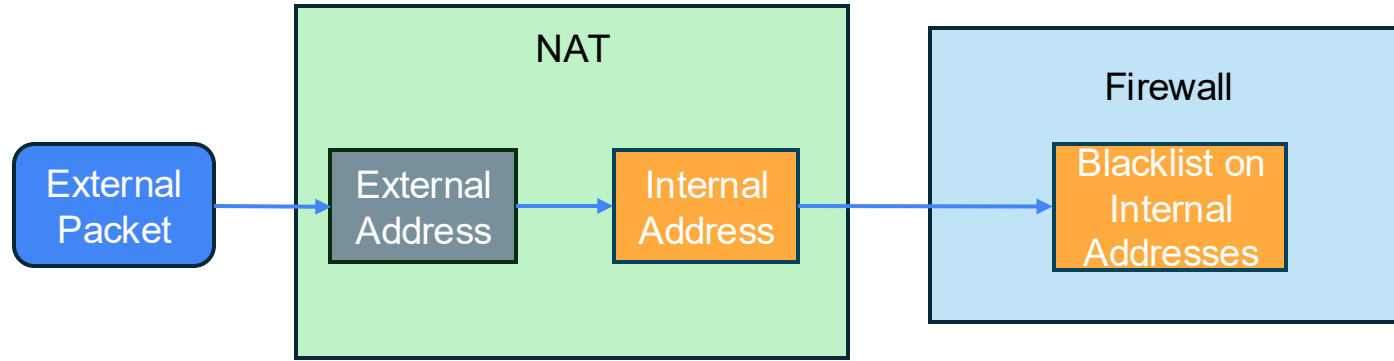 NAT
Firewall
External
Packet
External
Address
Internal
Address
Blacklist on
Internal
Addresses